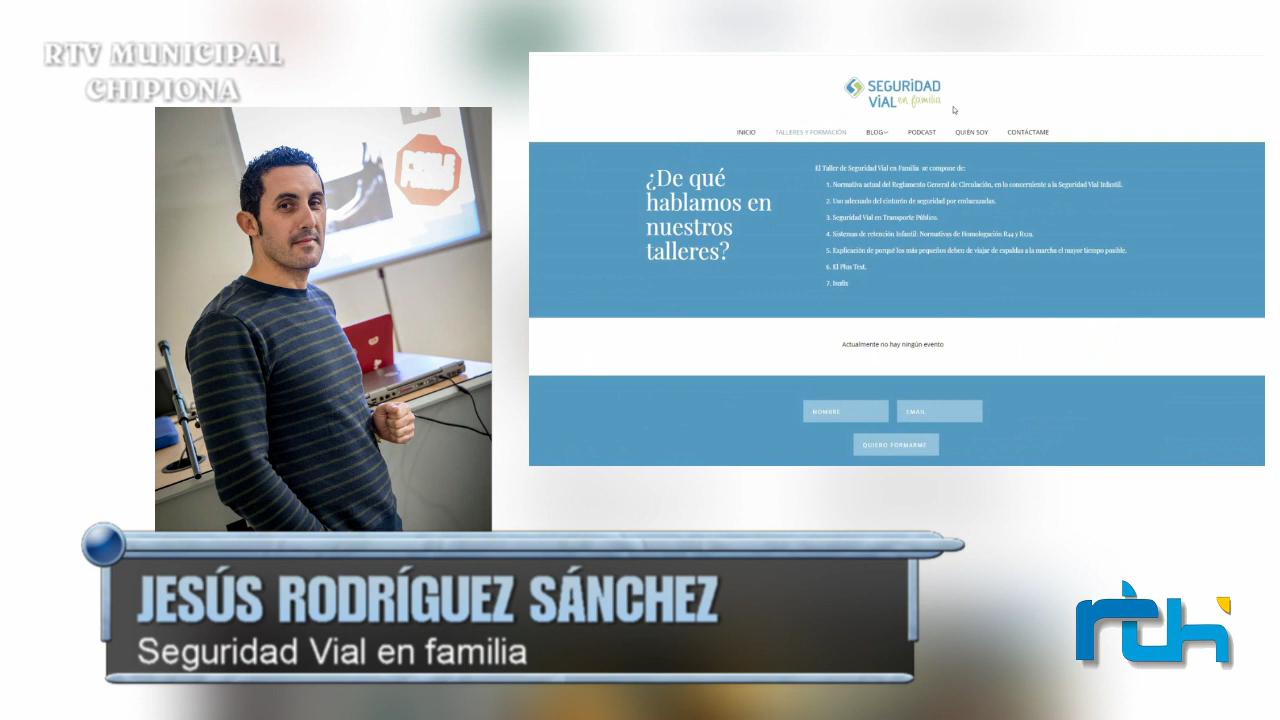 RTV MUNICIPAL
CHIPIONA
SEGURIDAD
VIAL en familia
INICIO
TALLERES Y FORMACIÓN
BLOG
PODCAST
QUIÉN SOY
CONTÁCTAME
¿De qué
hablamos en
nuestros
talleres?
El Taller de Seguridad Vial en Familia se compone de:
1. Normativa actual del Reglamento General de Circulación, en lo concerniente a la Seguridad Vial Infantil.
2. Uso adecuado del cinturón de seguridad por embarazadas.
3. Seguridad Vial en Transporte Público.
4. Sistemas de retención Infantil: Normativas de Homologación R44 y R129.
5. Explicación de porqué los más pequeños deben de viajar de espaldas a la marcha el mayor tiempo posible.
6. El Plus Test.
7. Isofix
Actualmente no hay ningún evento
NOMBRE
EMAIL
QUIERO FORMARME
JESÚS RODRÍGUEZ SÁNCHEZ
Seguridad Vial en familia
rtch